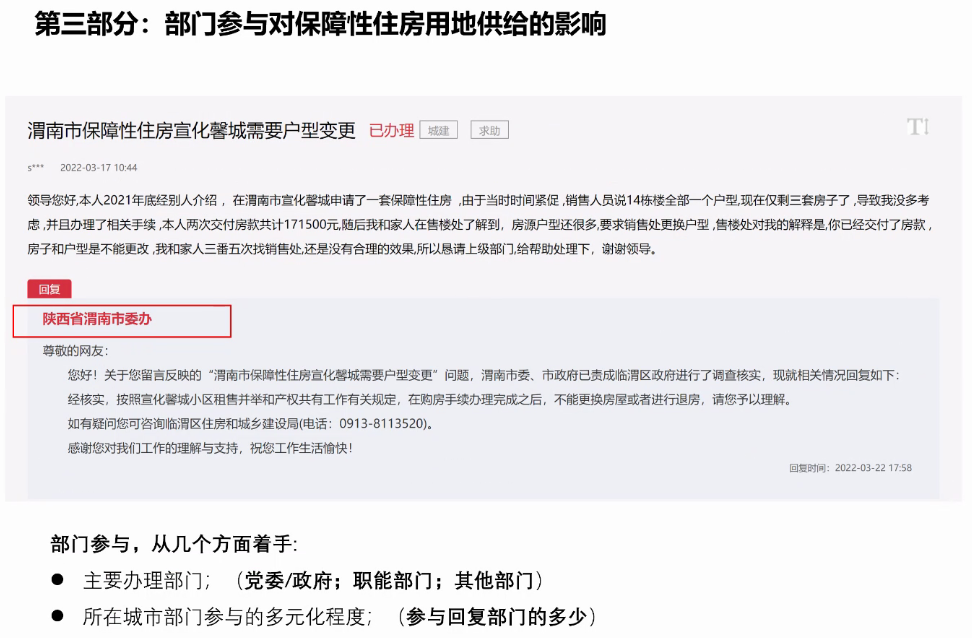 第三部分：部门参与对保障性住房用地供给的影响
渭南市保障性住房宣化馨城需要户型变更 已办理 城建 求助
T
s*** 2022-03-17 10:44
领导您好,本人2021年底经别人介绍 ，在渭南市宣化馨城申请了一套保障性住房 ,由于当时时间紧促 ,销售人员说14栋楼全部一个户型,现在仅剩三套房子了 ,导致我没多考
虑 ,并且办理了相关手续 ,本人两次交付房款共计171500元,随后我和家人在售楼处了解到，房源户型还很多,要求销售处更换户型 ,售楼处对我的解释是,你已经交付了房款 ,
房子和户型是不能更改 ,我和家人三番五次找销售处,还是没有合理的效果,所以恳请上级部门,给帮助处理下，谢谢领导。
回复
陕西省渭南市委办
尊敬的网友：
您好！关于您留言反映的“渭南市保障性住房宣化馨城需要户型变更”问题，渭南市委、市政府已责成临渭区政府进行了调查核实，现就相关情况回复如下：
经核实，按照宣化馨城小区租售并举和产权共有工作有关规定，在购房手续办理完成之后，不能更换房屋或者进行退房，请您予以理解。
如有疑问您可咨询临渭区住房和城乡建设局(电话：0913-8113520)。
感谢您对我们工作的理解与支持，祝您工作生活愉快！
回复时间：2022-03-22 17:58
部门参与，从几个方面着手:
● 主要办理部门；（党委/政府；职能部门；其他部门）
● 所在城市部门参与的多元化程度；（参与回复部门的多少）